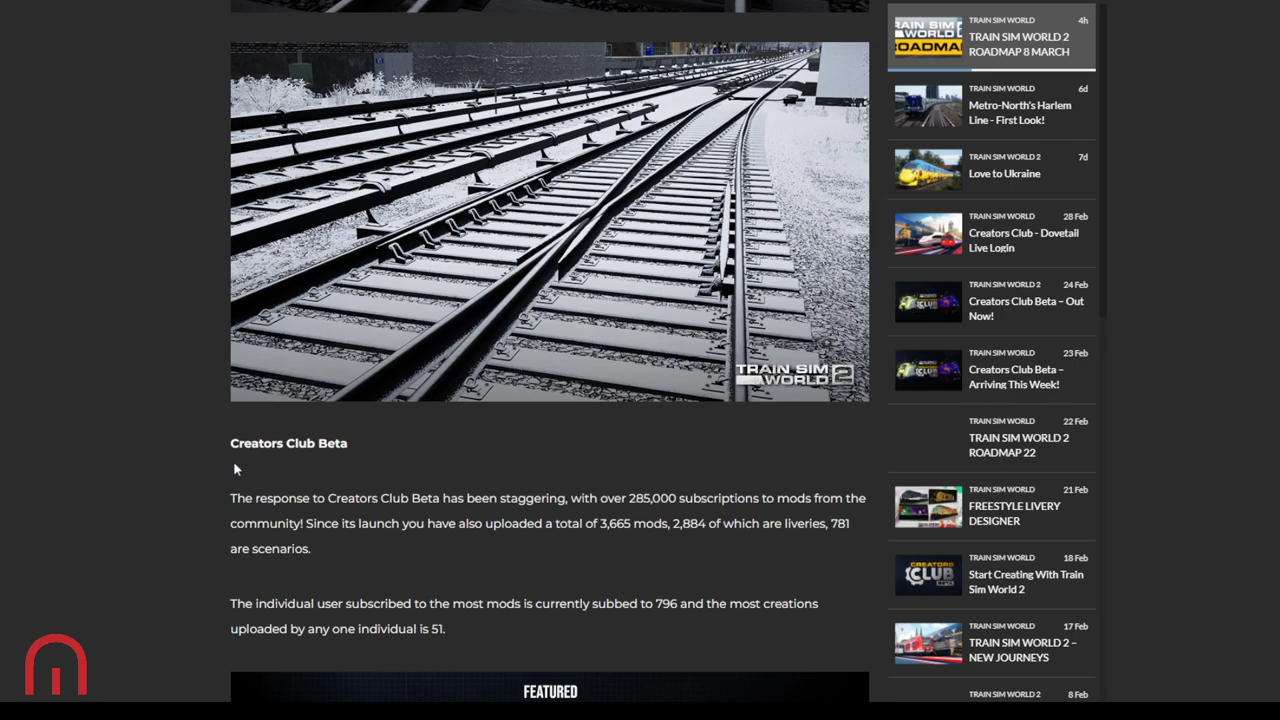 TRAIN SIM
WORLD 2
Creators Club Beta
The response to Creators Club Beta has been staggering, with over 285,000 subscriptions to mods from the
community! Since its launch you have also uploaded a total of 3,665 mods, 2,884 of which are liveries, 781
are scenarios.
The individual user subscribed to the most mods is currently subbed to 796 and the most creations
uploaded by any one individual is 51.
FEATURED
TRAIN SIM WORLD 4h
TRAIN SIM WORLD 2
ROADMAP 8 MARCH
TRAIN SIM WORLD 6d
Metro-North's Harlem
Line - First Look!
TRAIN SIM WORLD 2 7d
Love to Ukraine
TRAIN SIM WORLD 28 Feb
Creators Club - Dovetail
Live Login
TRAIN SIM WORLD 2 24 Feb
Creators Club Beta – Out
Now!
TRAIN SIM WORLD 23 Feb
Creators Club Beta –
Arriving This Week!
TRAIN SIM WORLD 22 Feb
TRAIN SIM WORLD 2
ROADMAP 22
TRAIN SIM WORLD 21 Feb
FREESTYLE LIVERY
DESIGNER
TRAIN SIM WORLD 18 Feb
CREATORS
CLUB
Start Creating With Train
Sim World 2
TRAIN SIM WORLD 17 Feb
TRAIN SIM WORLD 2 –
NEW JOURNEYS
TRAIN SIM WORLD 2 8 Feb